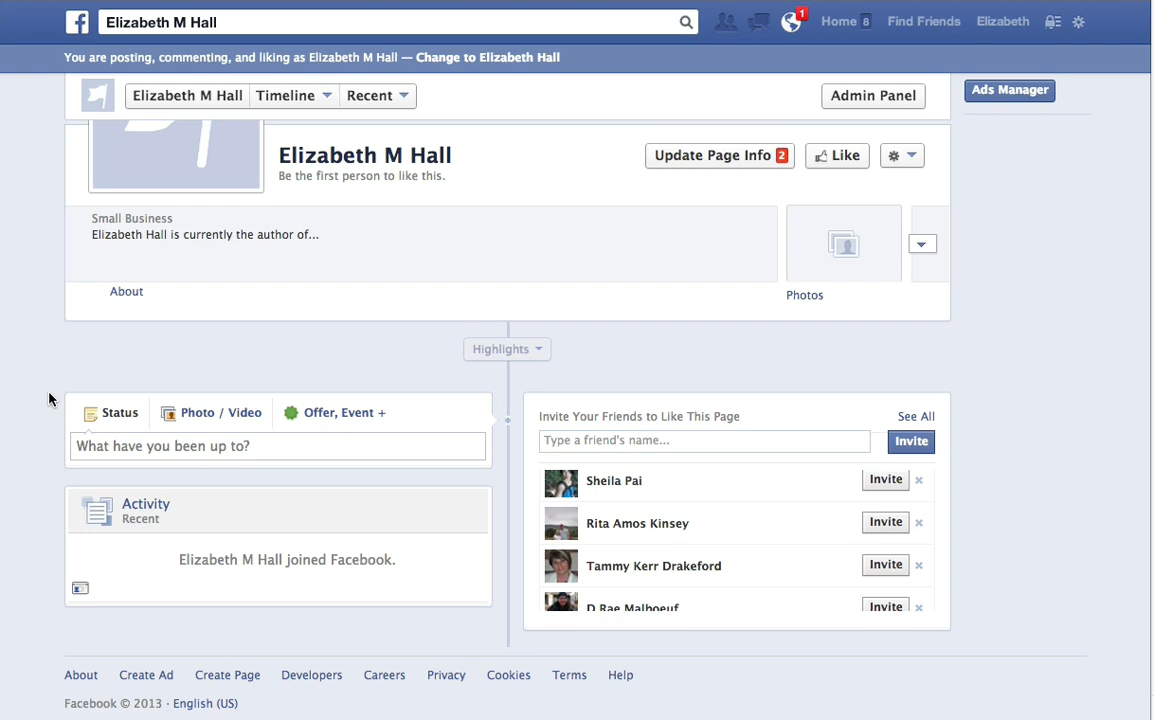 Elizabeth M Hall
1
Home 8 Find Friends Elizabeth
You are posting, commenting, and liking as Elizabeth M Hall — Change to Elizabeth Hall
Elizabeth M Hall Timeline Recent
Admin Panel
Ads Manager
Elizabeth M Hall
Be the first person to like this.
Update Page Info 2 Like
Small Business
Elizabeth Hall is currently the author of...
About
Photos
Highlights
Status Photo / Video Offer, Event +
What have you been up to?
Activity
Recent
Elizabeth M Hall joined Facebook.
Invite Your Friends to Like This Page See All
Type a friend's name... Invite
Sheila Pai Invite
Rita Amos Kinsey Invite
Tammy Kerr Drakeford Invite
D Rae Malboeuf Invite
About Create Ad Create Page Developers Careers Privacy Cookies Terms Help
Facebook © 2013 · English (US)